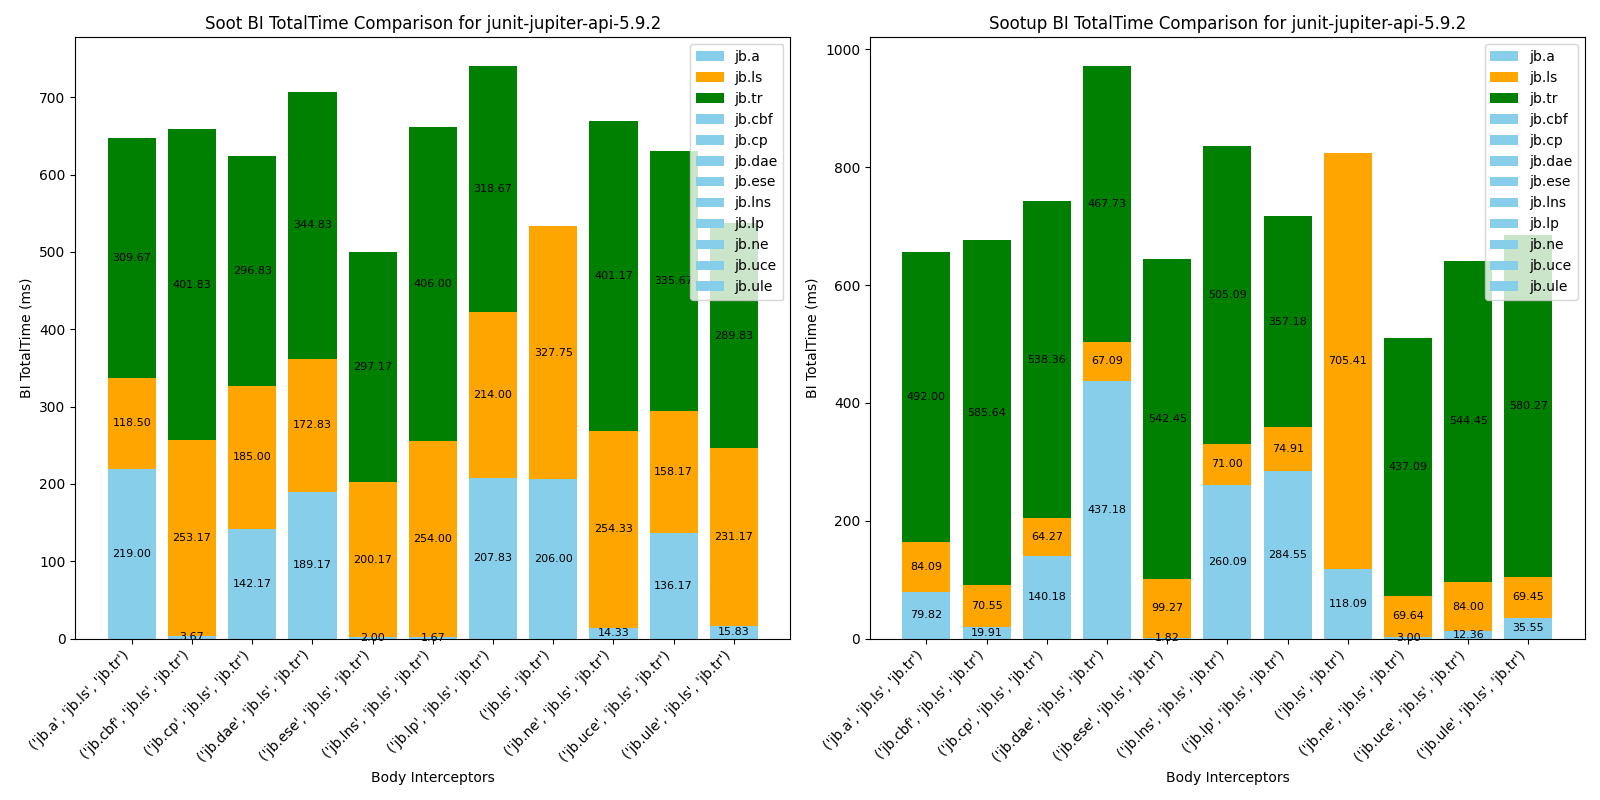 Soot BI TotalTime Comparison for junit-jupiter-api-5.9.2
BI TotalTime (ms)
700
600
500
400
300
200
100
0
jb.a
jb.ls
jb.tr
jb.cbf
jb.cp
jb.dae
jb.ese
jb.lns
jb.lp
jb.ne
jb.uce
jb.ule
309.67
118.50
219.00
401.83
253.17
3.67
296.83
185.00
142.17
344.83
172.83
189.17
297.17
200.17
2.00
406.00
254.00
1.67
318.67
214.00
207.83
327.75
206.00
401.17
254.33
14.33
335.67
158.17
136.17
289.83
231.17
15.83
('jb.a', 'jb.ls', 'jb.tr')
('jb.cbf', 'jb.ls', 'jb.tr')
('jb.cp', 'jb.ls', 'jb.tr')
('jb.dae', 'jb.ls', 'jb.tr')
('jb.ese', 'jb.ls', 'jb.tr')
('jb.lns', 'jb.ls', 'jb.tr')
('jb.lp', 'jb.ls', 'jb.tr')
('jb.ls', 'jb.tr')
('jb.ne', 'jb.ls', 'jb.tr')
('jb.uce', 'jb.ls', 'jb.tr')
('jb.ule', 'jb.ls', 'jb.tr')
Body Interceptors
Sootup BI TotalTime Comparison for junit-jupiter-api-5.9.2
BI TotalTime (ms)
1000
800
600
400
200
0
jb.a
jb.ls
jb.tr
jb.cbf
jb.cp
jb.dae
jb.ese
jb.lns
jb.lp
jb.ne
jb.uce
jb.ule
492.00
84.09
79.82
585.64
70.55
19.91
538.36
64.27
140.18
467.73
67.09
437.18
542.45
99.27
1.82
505.09
71.00
260.09
357.18
74.91
284.55
705.41
118.09
437.09
69.64
3.00
544.45
84.00
12.36
580.27
69.45
35.55
('jb.a', 'jb.ls', 'jb.tr')
('jb.cbf', 'jb.ls', 'jb.tr')
('jb.cp', 'jb.ls', 'jb.tr')
('jb.dae', 'jb.ls', 'jb.tr')
('jb.ese', 'jb.ls', 'jb.tr')
('jb.lns', 'jb.ls', 'jb.tr')
('jb.lp', 'jb.ls', 'jb.tr')
('jb.ls', 'jb.tr')
('jb.ne', 'jb.ls', 'jb.tr')
('jb.uce', 'jb.ls', 'jb.tr')
('jb.ule', 'jb.ls', 'jb.tr')
Body Interceptors